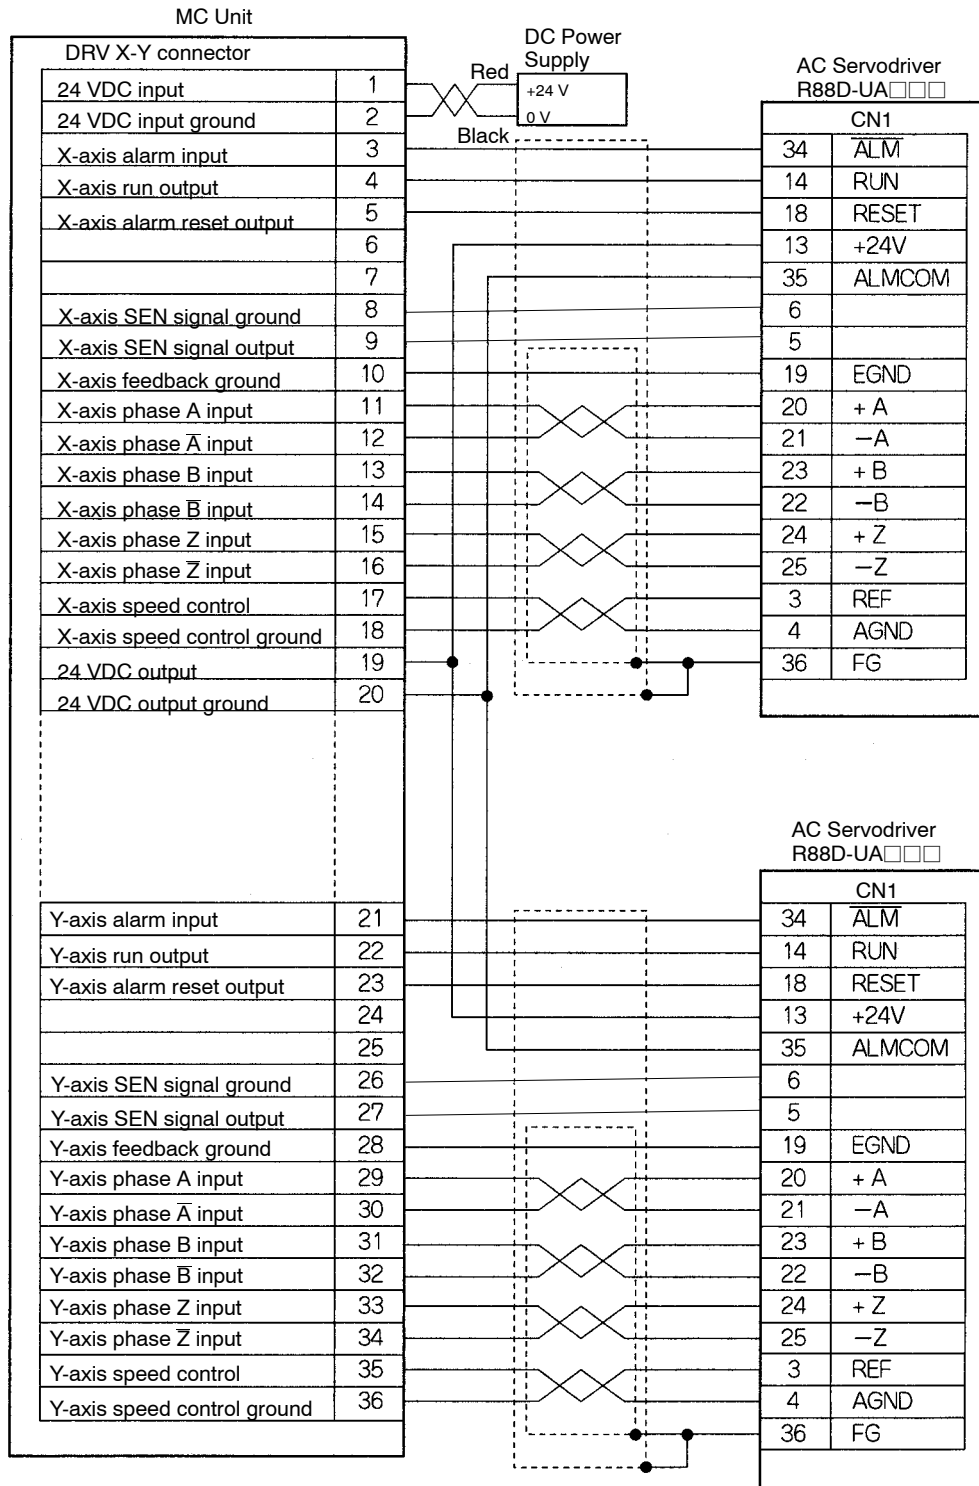 MC Unit
DRV X-Y connector
DC Power
Supply
+24 V
0 V
Red
Black
AC Servodriver
R88D-UA□□□
CN1
24 VDC input 1
24 VDC input ground 2
X-axis alarm input 3 34 A̅L̅M̅
X-axis run output 4 14 RUN
X-axis alarm reset output 5 18 RESET
6 13 +24V
7 35 ALMCOM
X-axis SEN signal ground 8 6
X-axis SEN signal output 9 5
X-axis feedback ground 10 19 EGND
X-axis phase A input 11 20 + A
X-axis phase A̅ input 12 21 −A
X-axis phase B input 13 23 + B
X-axis phase B̅ input 14 22 −B
X-axis phase Z input 15 24 + Z
X-axis phase Z̅ input 16 25 −Z
X-axis speed control 17 3 REF
X-axis speed control ground 18 4 AGND
24 VDC output 19 36 FG
24 VDC output ground 20
AC Servodriver
R88D-UA□□□
CN1
Y-axis alarm input 21 34 A̅L̅M̅
Y-axis run output 22 14 RUN
Y-axis alarm reset output 23 18 RESET
24 13 +24V
25 35 ALMCOM
Y-axis SEN signal ground 26 6
Y-axis SEN signal output 27 5
Y-axis feedback ground 28 19 EGND
Y-axis phase A input 29 20 + A
Y-axis phase A̅ input 30 21 −A
Y-axis phase B input 31 23 + B
Y-axis phase B̅ input 32 22 −B
Y-axis phase Z input 33 24 + Z
Y-axis phase Z̅ input 34 25 −Z
Y-axis speed control 35 3 REF
Y-axis speed control ground 36 4 AGND
36 FG